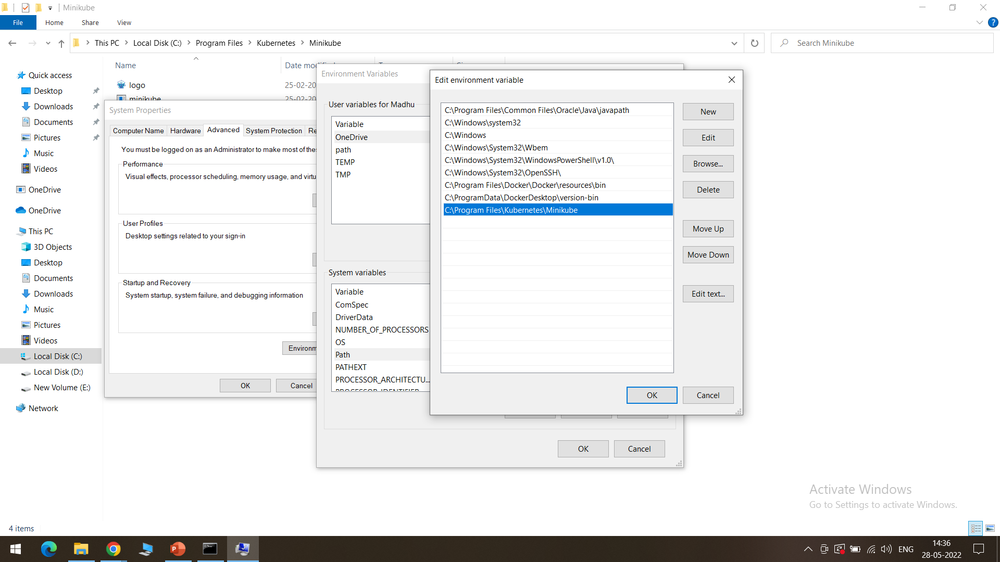 Minikube
File Home Share View
This PC Local Disk (C:) Program Files Kubernetes Minikube
Search Minikube
Name
Date
logo
25-02-20
minikube
25-02-20
Quick access
Desktop
Downloads
Documents
Pictures
Music
Videos
OneDrive
OneDrive
This PC
3D Objects
Desktop
Documents
Downloads
Music
Pictures
Videos
Local Disk (C:)
Local Disk (D:)
New Volume (E:)
Network
4 items
System Properties
Computer Name Hardware Advanced System Protection Re
You must be logged on as an Administrator to make most of the
Performance
Visual effects, processor scheduling, memory usage, and virtu
User Profiles
Desktop settings related to your sign-in
Startup and Recovery
System startup, system failure, and debugging information
Environm
OK Cancel
Environment Variables
User variables for Madhu
Variable
OneDrive
path
TEMP
TMP
System variables
Variable
ComSpec
DriverData
NUMBER_OF_PROCESSORS
OS
Path
PATHEXT
PROCESSOR_ARCHITECTU...
PROCESSOR_IDENTIFIER
OK Cancel
Edit environment variable
C:\Program Files\Common Files\Oracle\Java\javapath
C:\Windows\system32
C:\Windows
C:\Windows\System32\Wbem
C:\Windows\System32\WindowsPowerShell\v1.0\
C:\Windows\System32\OpenSSH\
C:\Program Files\Docker\Docker\resources\bin
C:\ProgramData\DockerDesktop\version-bin
C:\Program Files\Kubernetes\Minikube
New
Edit
Browse...
Delete
Move Up
Move Down
Edit text...
OK Cancel
Activate Windows
Go to Settings to activate Windows.
ENG
14:36
28-05-2022